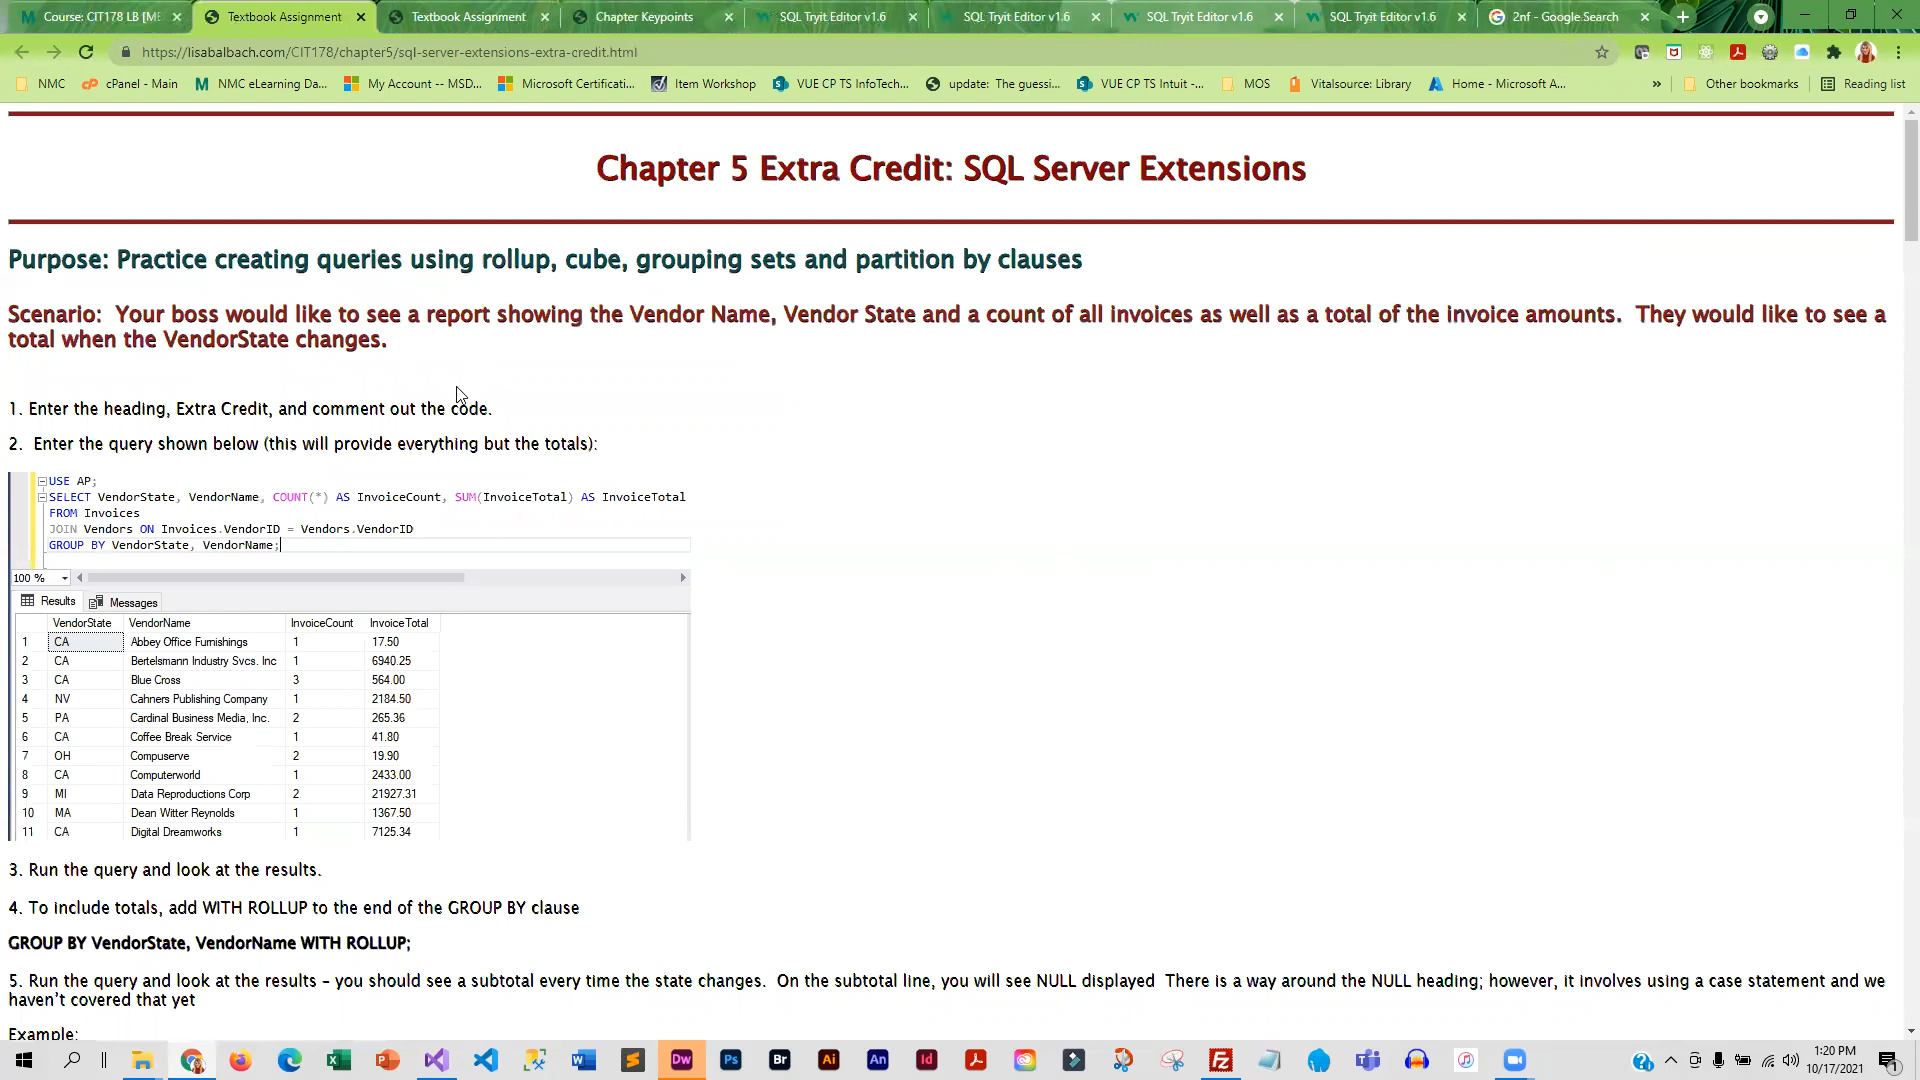 Course: CIT178 LB [ME
Textbook Assignment
Textbook Assignment
Chapter Keypoints
SQL Tryit Editor v1.6
SQL Tryit Editor v1.6
SQL Tryit Editor v1.6
SQL Tryit Editor v1.6
2nf - Google Search
https://lisabalbach.com/CIT178/chapter5/sql-server-extensions-extra-credit.html
NMC
cPanel - Main
NMC eLearning Da...
My Account -- MSD...
Microsoft Certificati...
Item Workshop
VUE CP TS InfoTech...
update: The guessi...
VUE CP TS Intuit -...
MOS
Vitalsource: Library
Home - Microsoft A...
»
Other bookmarks
Reading list
Chapter 5 Extra Credit: SQL Server Extensions
Purpose: Practice creating queries using rollup, cube, grouping sets and partition by clauses
Scenario: Your boss would like to see a report showing the Vendor Name, Vendor State and a count of all invoices as well as a total of the invoice amounts. They would like to see a
total when the VendorState changes.
1. Enter the heading, Extra Credit, and comment out the code.
2. Enter the query shown below (this will provide everything but the totals):
USE AP;
SELECT VendorState, VendorName, COUNT(*) AS InvoiceCount, SUM(InvoiceTotal) AS InvoiceTotal
FROM Invoices
JOIN Vendors ON Invoices.VendorID = Vendors.VendorID
GROUP BY VendorState, VendorName;
100 %
Results Messages
VendorState VendorName InvoiceCount InvoiceTotal
1 CA Abbey Office Furnishings 1 17.50
2 CA Bertelsmann Industry Svcs. Inc 1 6940.25
3 CA Blue Cross 3 564.00
4 NV Cahners Publishing Company 1 2184.50
5 PA Cardinal Business Media, Inc. 2 265.36
6 CA Coffee Break Service 1 41.80
7 OH Compuserve 2 19.90
8 CA Computerworld 1 2433.00
9 MI Data Reproductions Corp 2 21927.31
10 MA Dean Witter Reynolds 1 1367.50
11 CA Digital Dreamworks 1 7125.34
3. Run the query and look at the results.
4. To include totals, add WITH ROLLUP to the end of the GROUP BY clause
GROUP BY VendorState, VendorName WITH ROLLUP;
5. Run the query and look at the results – you should see a subtotal every time the state changes. On the subtotal line, you will see NULL displayed There is a way around the NULL heading; however, it involves using a case statement and we
haven't covered that yet
Example:
Dw
Ps
Br
Ai
An
Id
Fz
1:20 PM
10/17/2021